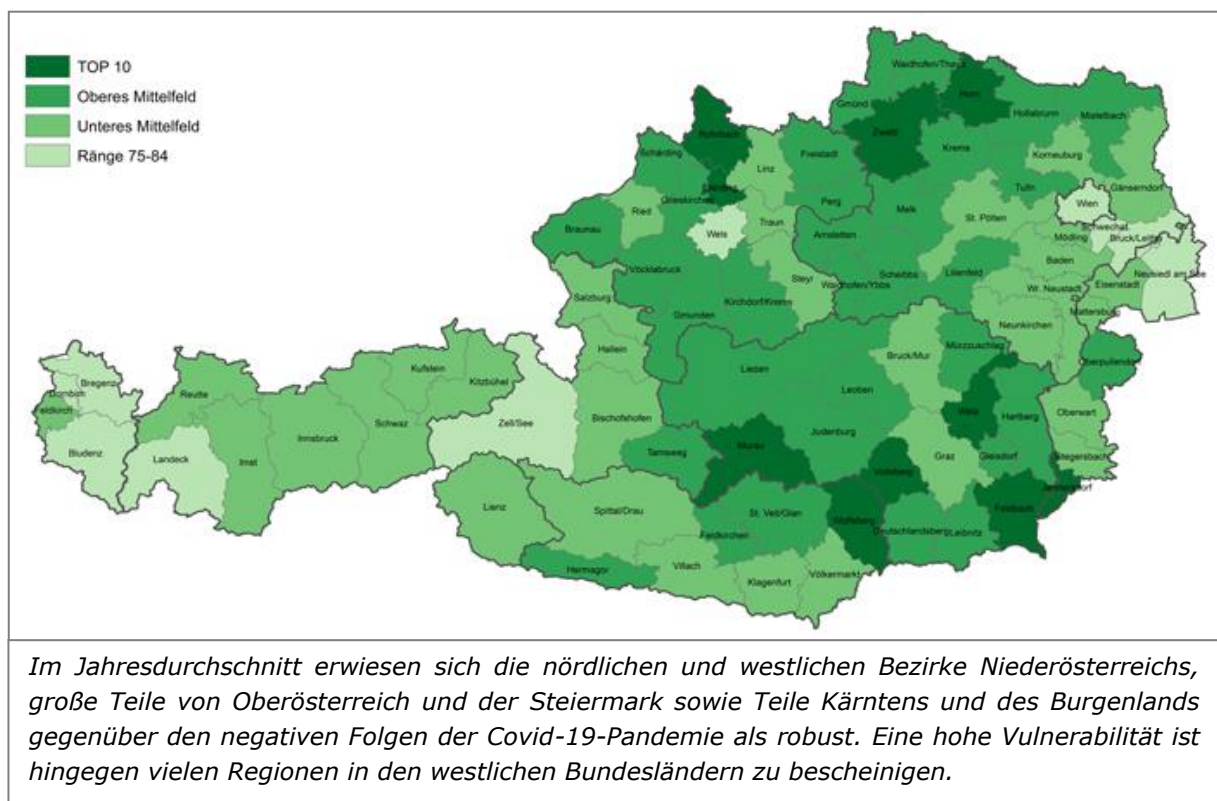 TOP 10
Oberes Mittelfeld
Unteres Mittelfeld
Ränge 75-84
Waidhofen/Thaya
Horn
Gmünd
Hollabrunn
Mistelbach
Zwettl
Rohrbach
Krems
Korneuburg
Schärding
Linz
Freistadt
Eferding
Tulln
Gänserndorf
Grieskirchen
Wien
Ried
Perg
Melk
St. Pölten
Schwechat
Braunau
Wels
Traun
Amstetten
Mödling
Bruck/Leitha
Baden
Vöcklabruck
Steyr
Scheibbs
Lilienfeld
Neusiedl am See
Waidhofen/Ybbs
Eisenstadt
Salzburg
Kirchdorf/Krems
Wr. Neustadt
Gmunden
Mattersburg
Neunkirchen
Hallein
Mürzzuschlag
Bruck/Mur
Oberpullendorf
Kufstein
Liezen
Bregenz
Kitzbühel
Dornbirn
Reutte
Leoben
Feldkirch
Weiz
Hartberg
Oberwart
Schwaz
Bischofshofen
Zell/See
Innsbruck
Judenburg
Bludenz
Landeck
Imst
Murau
Tamsweg
Voitsberg
Graz
Gleisdorf
Stegersbach
Jennersdorf
Lienz
Spittal/Drau
St. Veit/Glan
Feldbach
Wolfsberg
Feldkirchen
Deutschlandsberg
Leibnitz
Hermagor
Villach
Klagenfurt
Völkermarkt
Im Jahresdurchschnitt erwiesen sich die nördlichen und westlichen Bezirke Niederösterreichs,
große Teile von Oberösterreich und der Steiermark sowie Teile Kärntens und des Burgenlands
gegenüber den negativen Folgen der Covid-19-Pandemie als robust. Eine hohe Vulnerabilität ist
hingegen vielen Regionen in den westlichen Bundesländern zu bescheinigen.